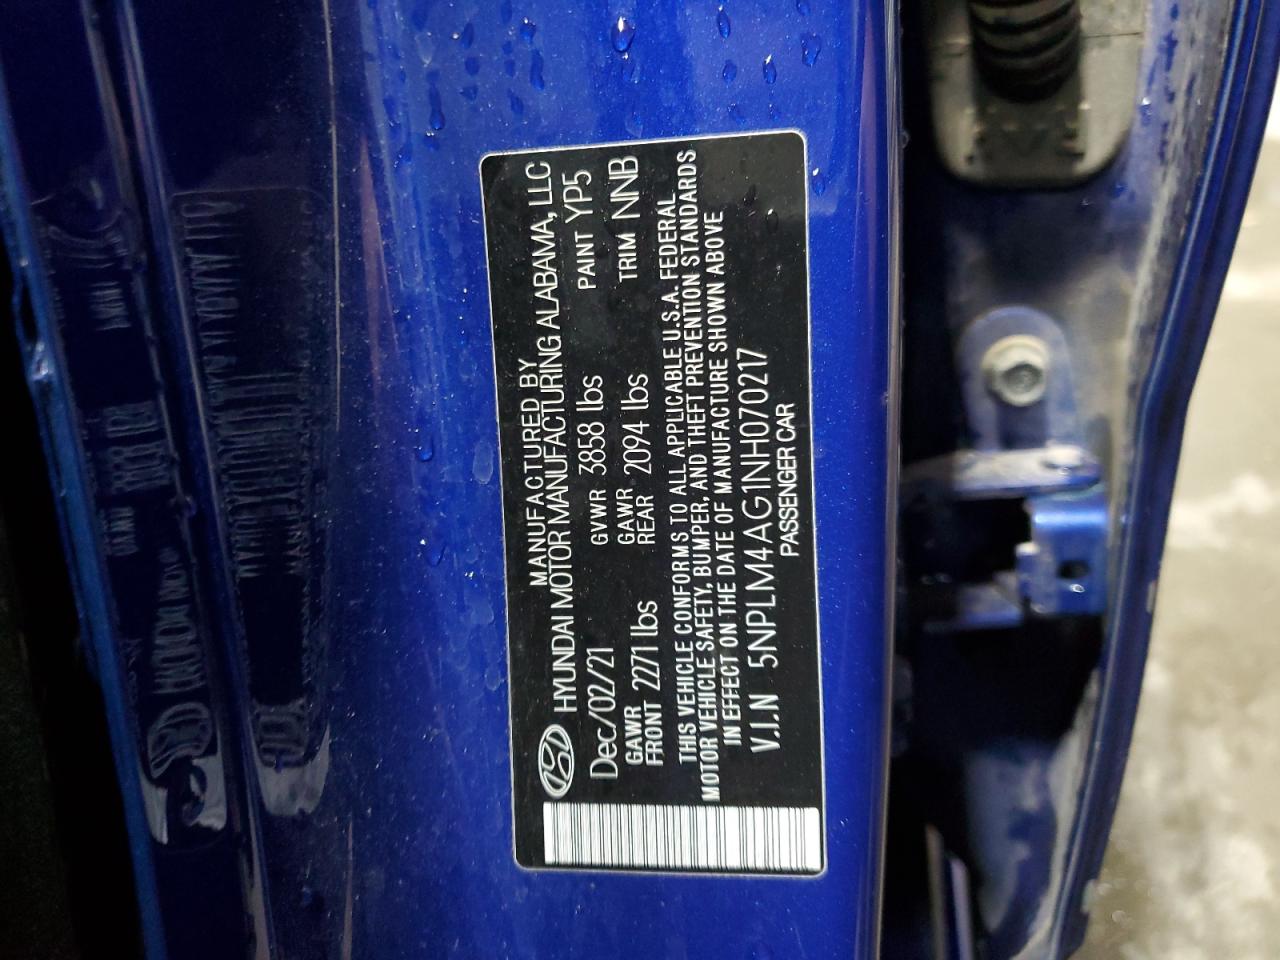 MANUFACTURED BY
HYUNDAI MOTOR MANUFACTURING ALABAMA, LLC
Dec/02/21 GVWR 3858 lbs PAINT YP5
GAWR FRONT 2271 lbs GAWR REAR 2094 lbs TRIM NNB
THIS VEHICLE CONFORMS TO ALL APPLICABLE U.S.A. FEDERAL
MOTOR VEHICLE SAFETY, BUMPER, AND THEFT PREVENTION STANDARDS
IN EFFECT ON THE DATE OF MANUFACTURE SHOWN ABOVE
V.I.N 5NPLM4AG1NH070217
PASSENGER CAR